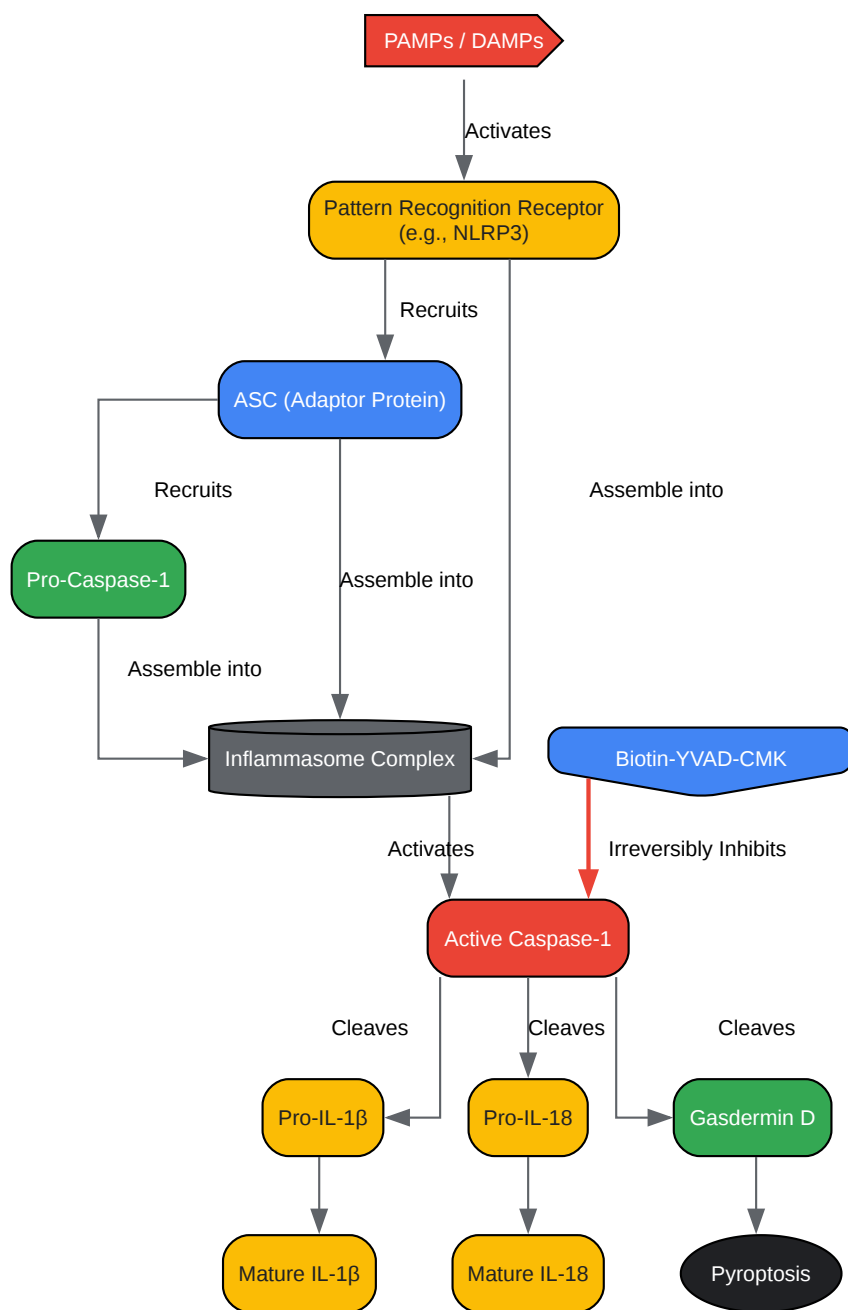 PAMPs / DAMPs
Activates
Pattern Recognition Receptor
(e.g., NLRP3)
Recruits
ASC (Adaptor Protein)
Recruits
Assemble into
Pro-Caspase-1
Assemble into
Assemble into
Inflammasome Complex
Biotin-YVAD-CMK
Activates
Irreversibly Inhibits
Active Caspase-1
Cleaves
Cleaves
Cleaves
Pro-IL-1β
Pro-IL-18
Gasdermin D
Mature IL-1β
Mature IL-18
Pyroptosis